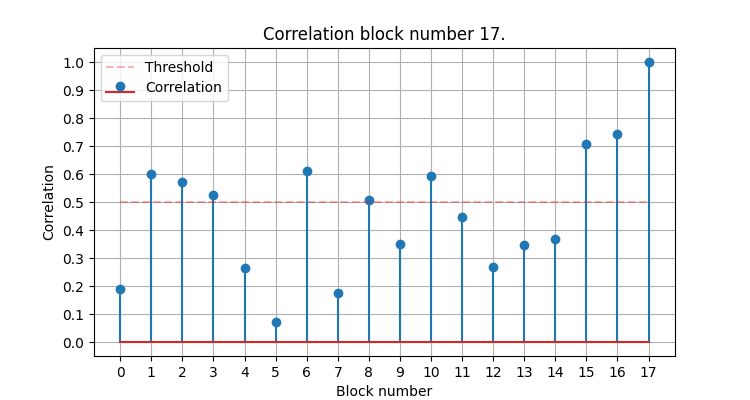 Correlation block number 17.
Threshold
Correlation
1.0
0.9
0.8
0.7
0.6
0.5
0.4
0.3
0.2
0.1
0.0
Correlation
0 1 2 3 4 5 6 7 8 9 10 11 12 13 14 15 16 17
Block number